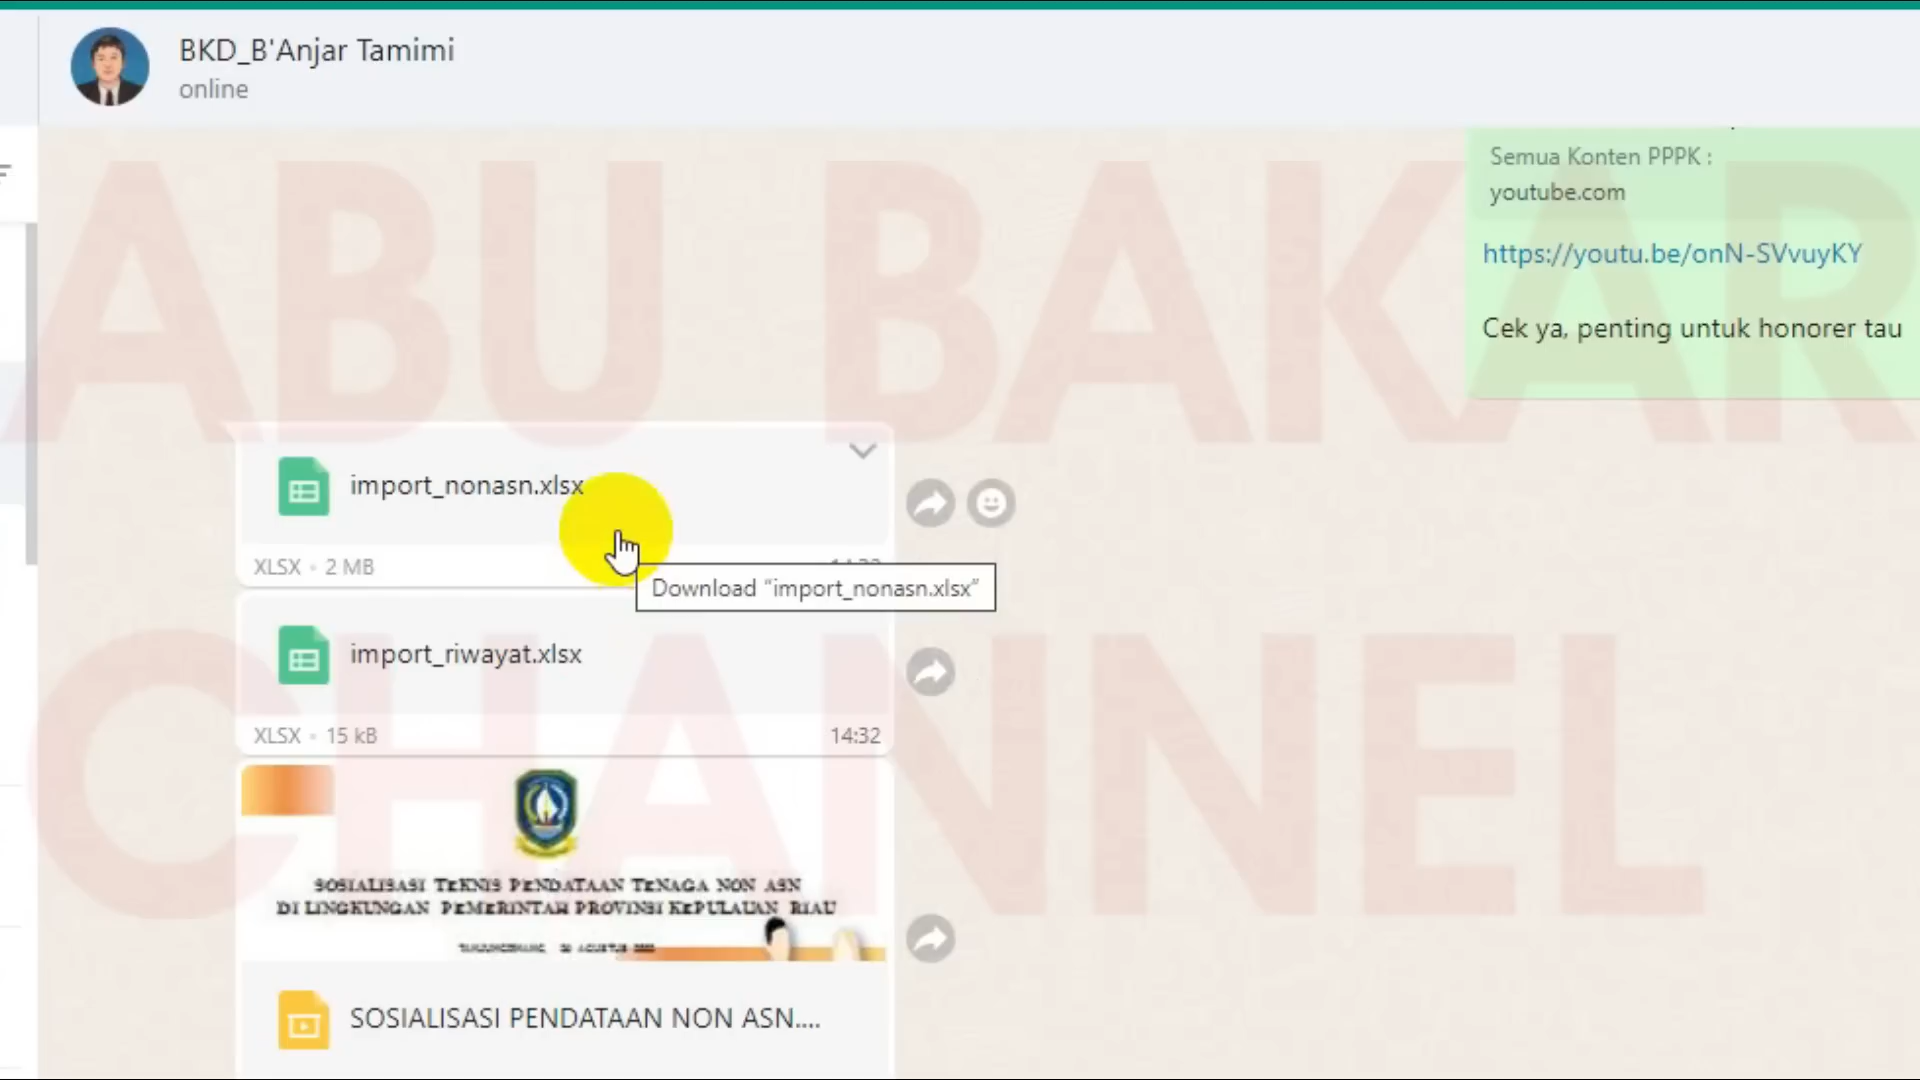 BKD_B'Anjar Tamimi
online
Semua Konten PPPK :
youtube.com
https://youtu.be/onN-SVvuyKY
Cek ya, penting untuk honorer tau
ABU BAKAR
CHANNEL
import_nonasn.xlsx
XLSX • 2 MB
Download “import_nonasn.xlsx”
import_riwayat.xlsx
XLSX • 15 kB
14:32
SOSIALISASI TEKNIS PENDATAAN TENAGA NON ASN
DI LINGKUNGAN PEMERINTAH PROVINSI KEPULAUAN RIAU
SOSIALISASI PENDATAAN NON ASN....